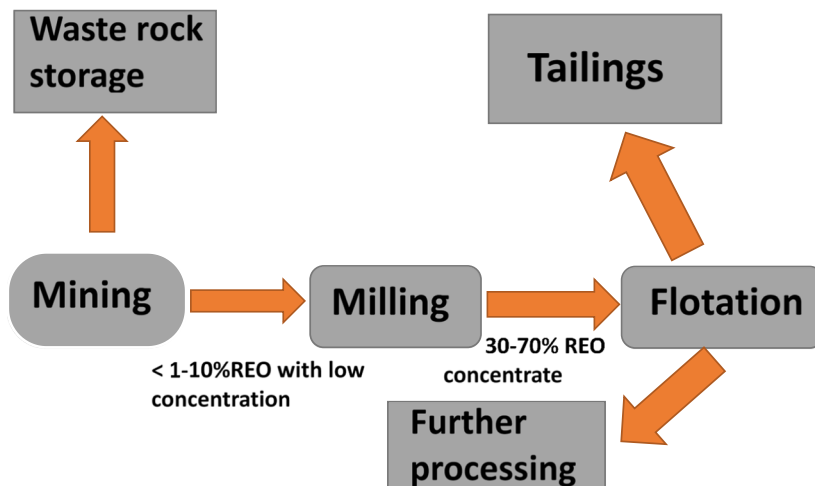 Waste rock
storage
Tailings
Mining
Milling
Flotation
< 1-10%REO with low
concentration
30-70% REO
concentrate
Further
processing